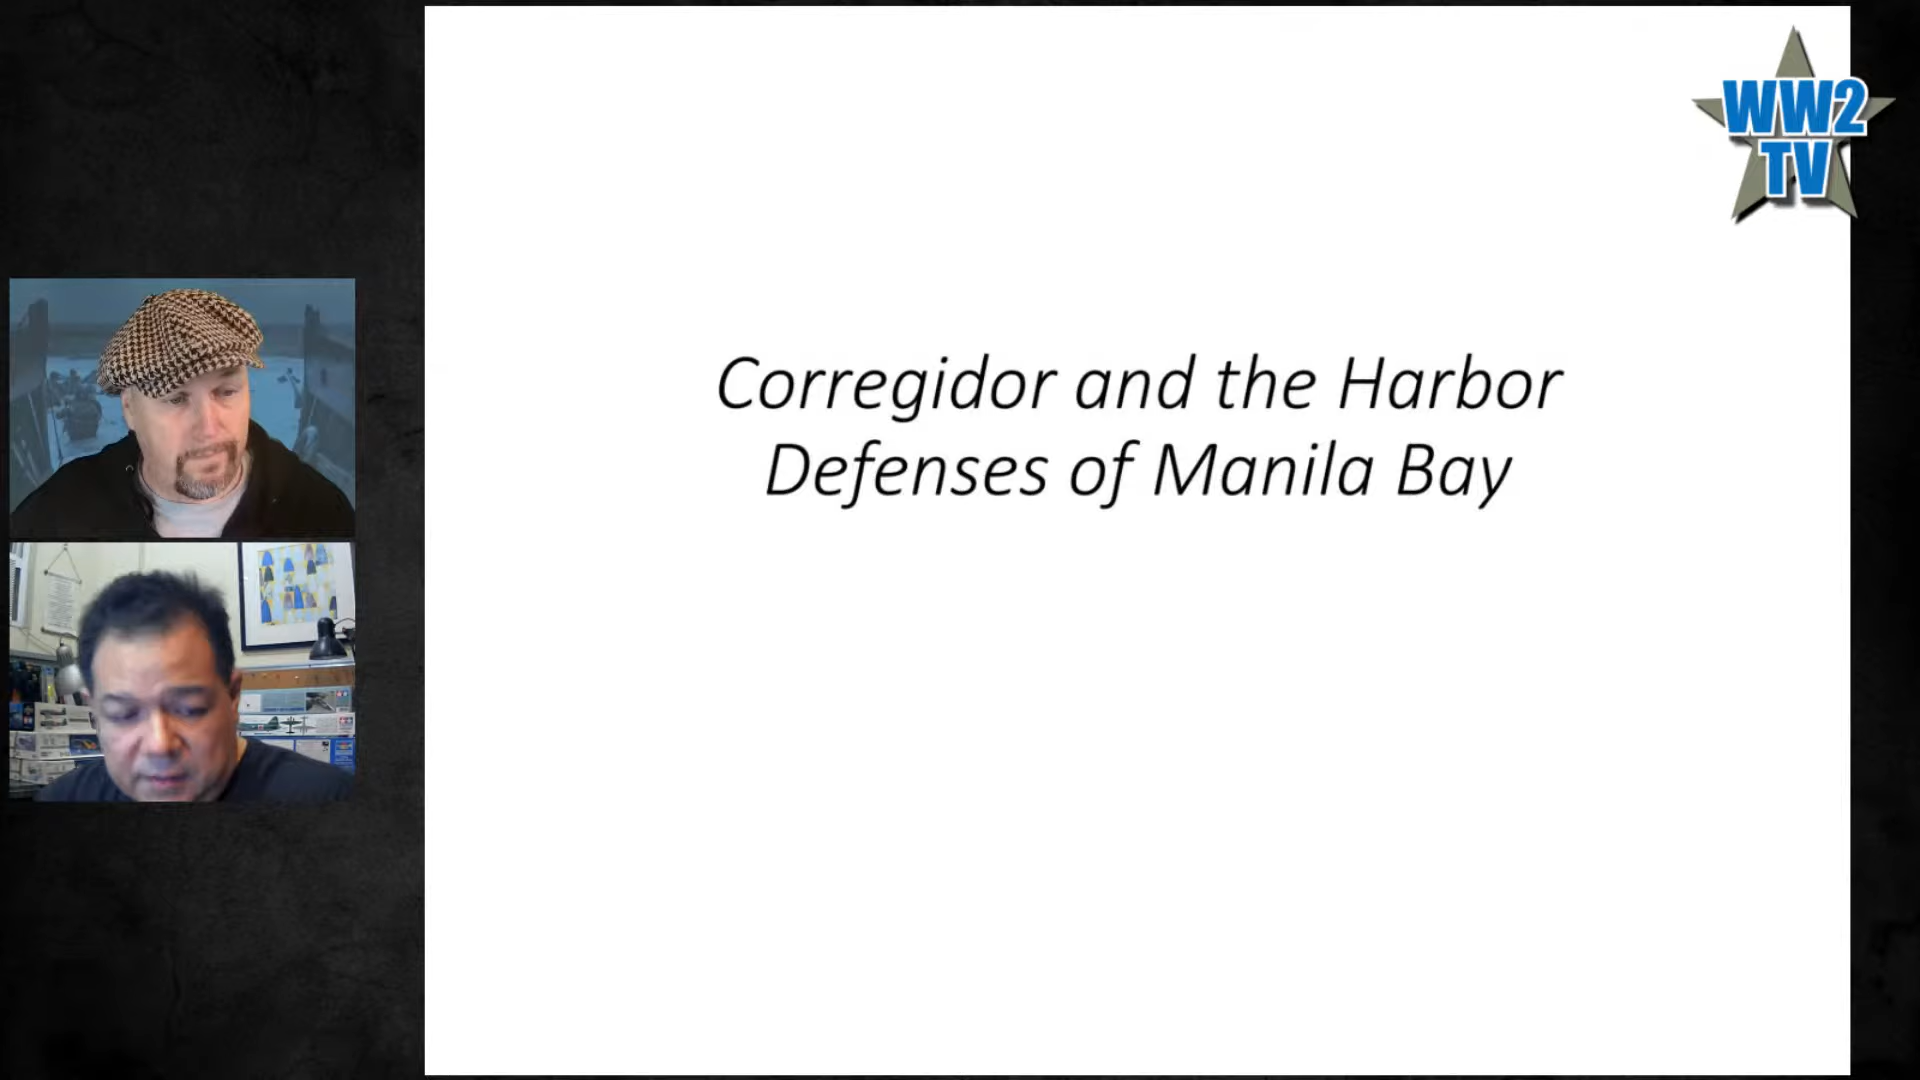 WW2
TV
Corregidor and the Harbor
Defenses of Manila Bay